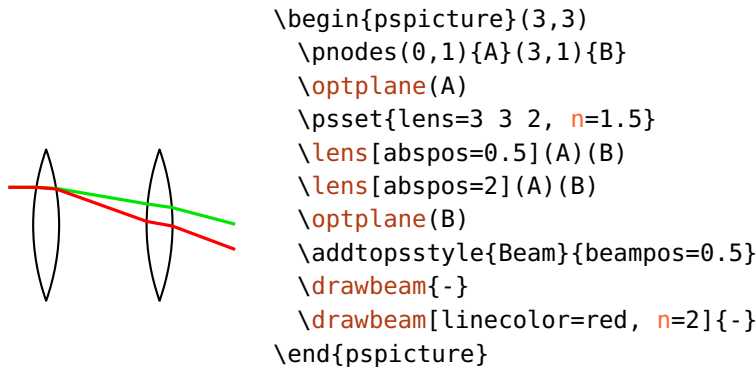 \begin{pspicture}(3,3)
  \pnodes(0,1){A}(3,1){B}
  \optplane(A)
  \psset{lens=3 3 2, n=1.5}
  \lens[abspos=0.5](A)(B)
  \lens[abspos=2](A)(B)
  \optplane(B)
  \addtopsstyle{Beam}{beampos=0.5}
  \drawbeam{-}
  \drawbeam[linecolor=red, n=2]{-}
\end{pspicture}